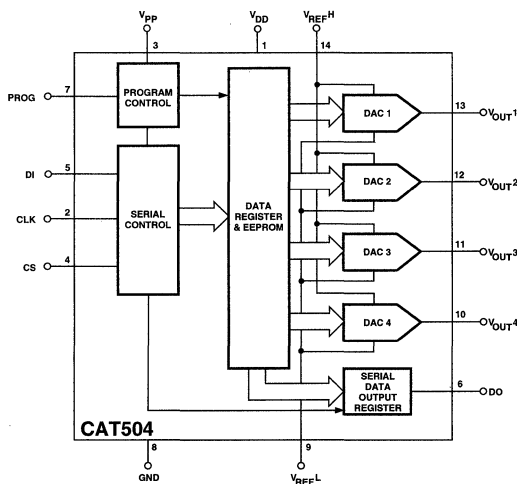 VPP
VDD
VREFH
3
1
14
PROG
7
PROGRAM
CONTROL
DAC 1
13
VOUT1
DI
5
CLK
2
CS
4
SERIAL
CONTROL
DATA
REGISTER
& EEPROM
DAC 2
12
VOUT2
DAC 3
11
VOUT3
DAC 4
10
VOUT4
SERIAL
DATA
OUTPUT
REGISTER
6
DO
CAT504
8
9
GND
VREFL